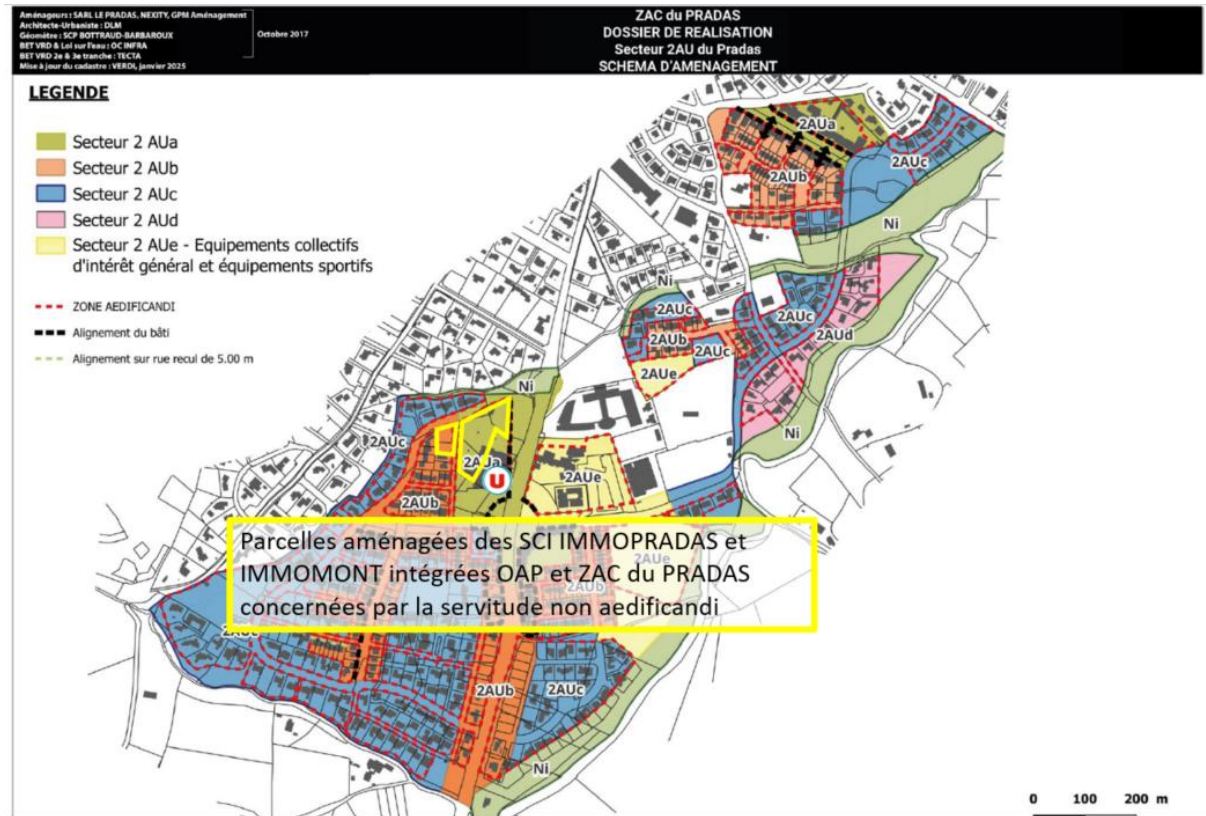 Aménageurs : SARL LE PRADAS, NEXITY, GPM Aménagement
Architecte-Urbaniste : DLM
Géomètre : SCP BOTTRAUD-BARBAROUX
BET VRD & Loi sur l'eau : OC INFRA
BET VRD 2e & 3e tranche : TECTA
Mise à jour du cadastre : VERDI, janvier 2025
Octobre 2017
ZAC du PRADAS
DOSSIER DE REALISATION
Secteur 2AU du Pradas
SCHEMA D'AMENAGEMENT
LEGENDE
Secteur 2 AUa
Secteur 2 AUb
Secteur 2 AUc
Secteur 2 AUd
Secteur 2 AUe - Equipements collectifs
d'intérêt général et équipements sportifs
ZONE AEDIFICANDI
Alignement du bâti
Alignement sur rue recul de 5.00 m
2AUa
2AUc
2AUb
Ni
Ni
2AUc
2AUc
2AUb
2AUc
2AUd
2AUe
Ni
Ni
2AUc
2AUa
U
2AUe
2AUb
Parcelles aménagées des SCI IMMOPRADAS et
IMMOMONT intégrées OAP et ZAC du PRADAS
concernées par la servitude non aedificandi
2AUe
2AUb
2AUc
2AUb
2AUc
Ni
0 100 200 m